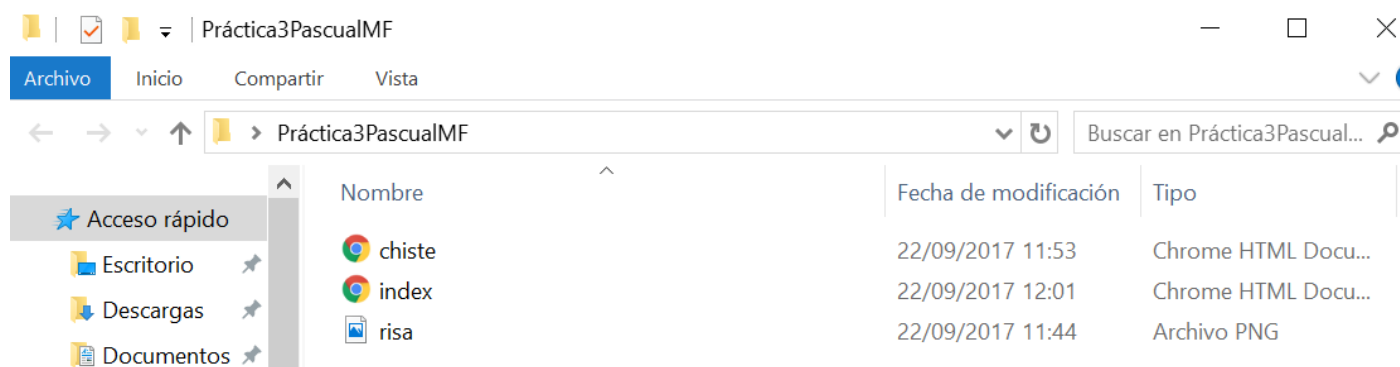 Práctica3PascualMF
Archivo Inicio Compartir Vista
Práctica3PascualMF Buscar en Práctica3Pascual...
Nombre Fecha de modificación Tipo
Acceso rápido
chiste 22/09/2017 11:53 Chrome HTML Docu...
Escritorio
index 22/09/2017 12:01 Chrome HTML Docu...
Descargas
risa 22/09/2017 11:44 Archivo PNG
Documentos